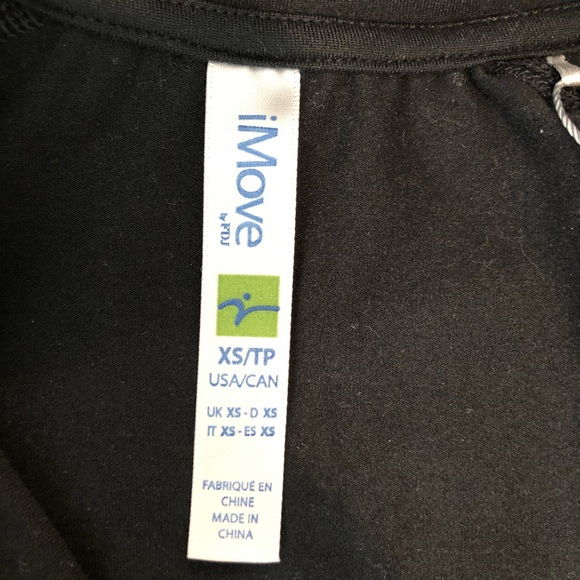 iMove
by FDJ
XS/TP
USA/CAN
UK XS - D XS
IT XS - ES XS
FABRIQUÉ EN
CHINE
MADE IN
CHINA